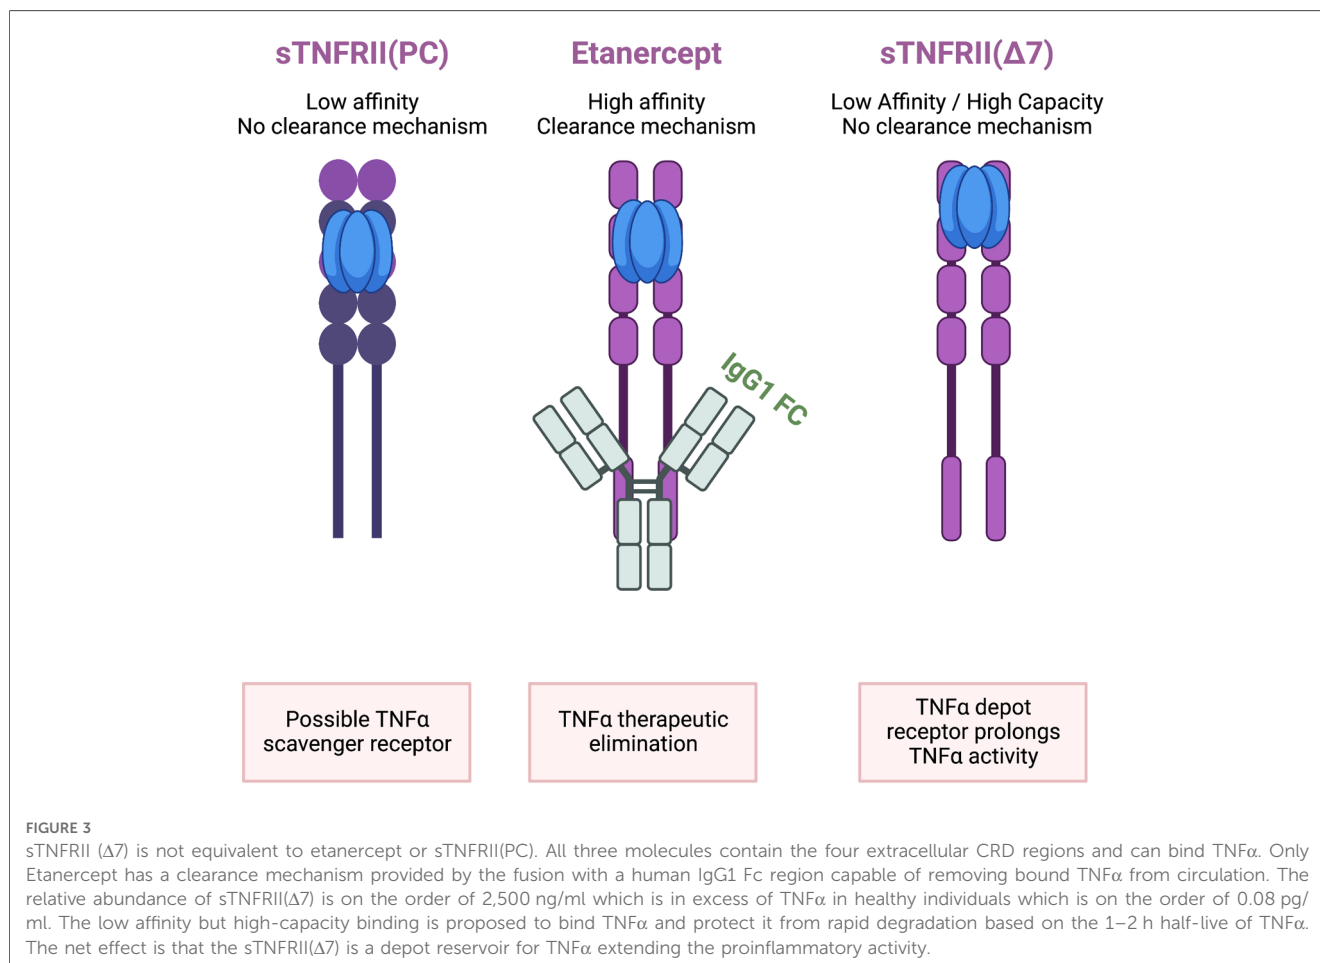 sTNFRII(PC)
Low affinity
No clearance mechanism
Etanercept
High affinity
Clearance mechanism
sTNFRII(Δ7)
Low Affinity / High Capacity
No clearance mechanism
IgG1 FC
Possible TNFα
scavenger receptor
TNFα therapeutic
elimination
TNFα depot
receptor prolongs
TNFα activity
FIGURE 3
sTNFRII (Δ7) is not equivalent to etanercept or sTNFRII(PC). All three molecules contain the four extracellular CRD regions and can bind TNFα. Only
Etanercept has a clearance mechanism provided by the fusion with a human IgG1 Fc region capable of removing bound TNFα from circulation. The
relative abundance of sTNFRII(Δ7) is on the order of 2,500 ng/ml which is in excess of TNFα in healthy individuals which is on the order of 0.08 pg/
ml. The low affinity but high-capacity binding is proposed to bind TNFα and protect it from rapid degradation based on the 1–2 h half-live of TNFα.
The net effect is that the sTNFRII(Δ7) is a depot reservoir for TNFα extending the proinflammatory activity.